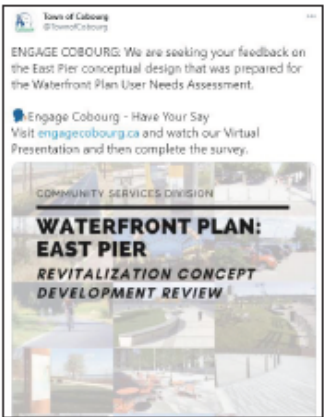 Town of Cobourg
@TownofCobourg
ENGAGE COBOURG: We are seeking your feedback on
the East Pier conceptual design that was prepared for
the Waterfront Plan User Needs Assessment.
Engage Cobourg - Have Your Say
Visit engagecobourg.ca and watch our Virtual
Presentation and then complete the survey.
COMMUNITY SERVICES DIVISION
WATERFRONT PLAN:
EAST PIER
REVITALIZATION CONCEPT
DEVELOPMENT REVIEW